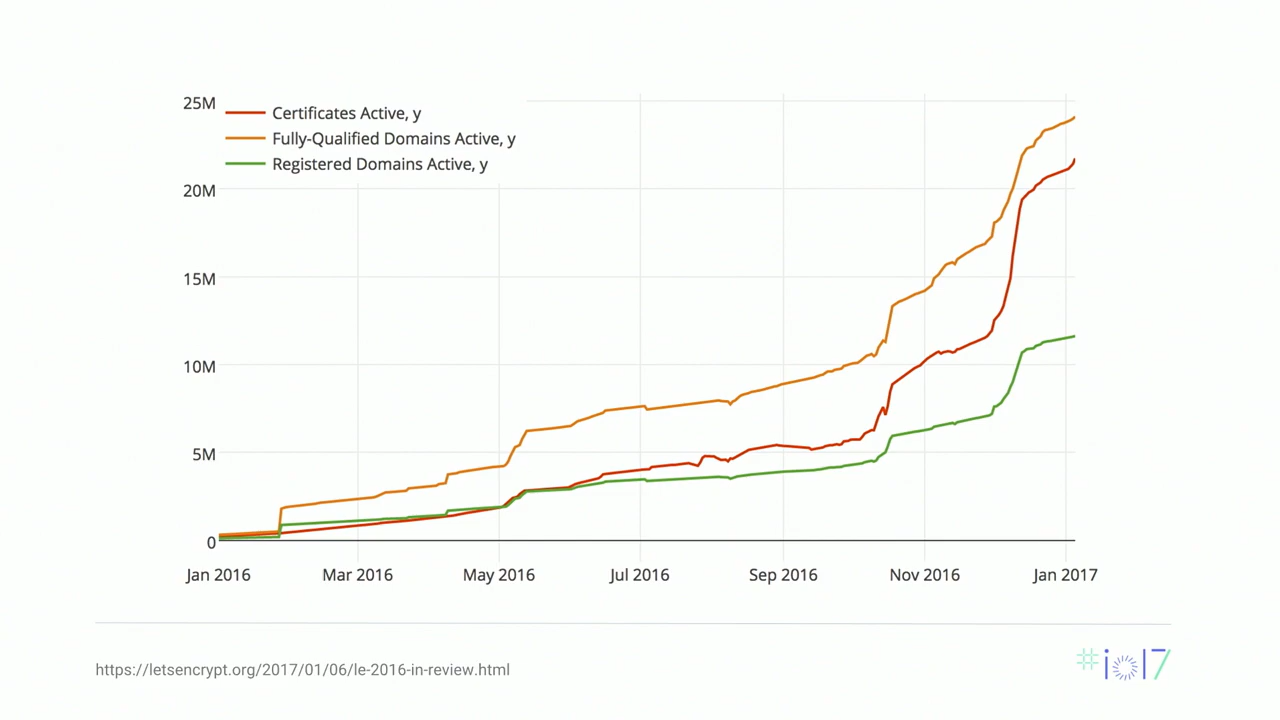 25M
Certificates Active, y
Fully-Qualified Domains Active, y
Registered Domains Active, y
20M
15M
10M
5M
0
Jan 2016 Mar 2016 May 2016 Jul 2016 Sep 2016 Nov 2016 Jan 2017
https://letsencrypt.org/2017/01/06/le-2016-in-review.html
#io17